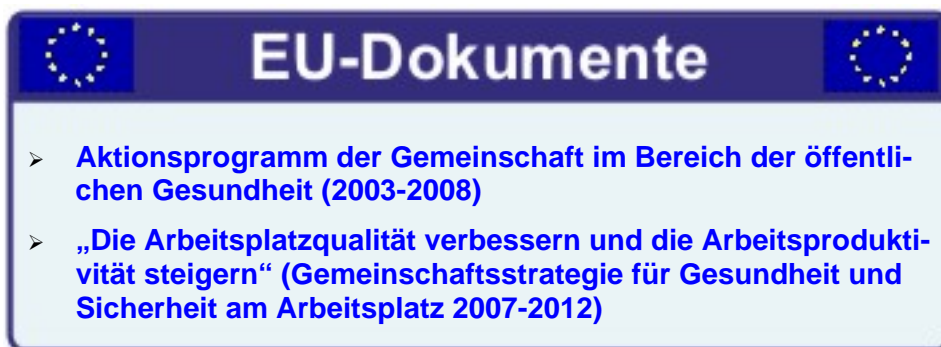 EU-Dokumente
➢ Aktionsprogramm der Gemeinschaft im Bereich der öffentli-
chen Gesundheit (2003-2008)
➢ „Die Arbeitsplatzqualität verbessern und die Arbeitsprodukti-
vität steigern“ (Gemeinschaftsstrategie für Gesundheit und
Sicherheit am Arbeitsplatz 2007-2012)